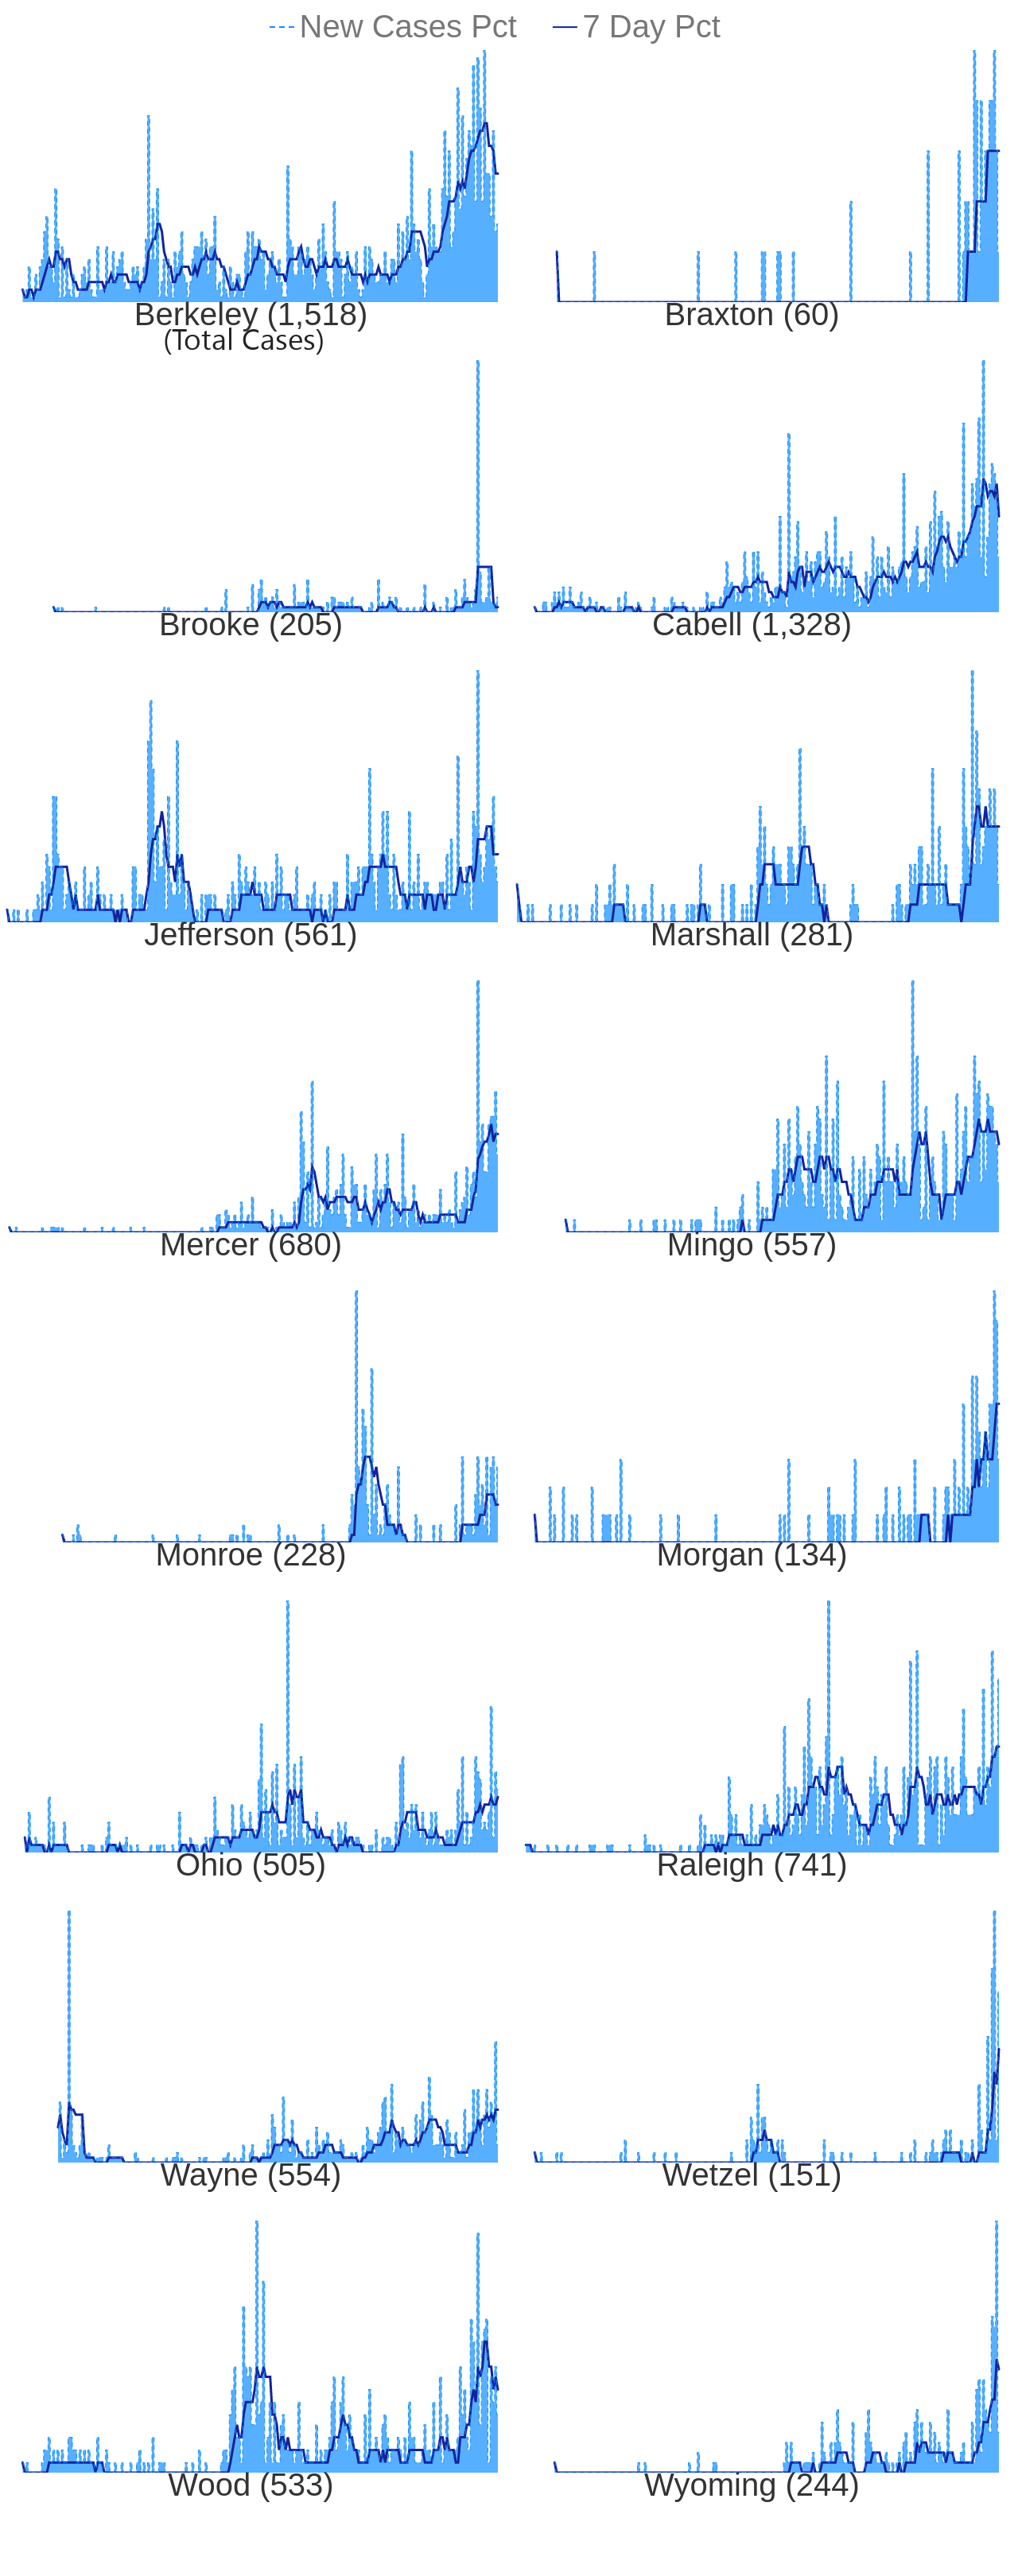 New Cases Pct 7 Day Pct
Berkeley (1,518) Braxton (60)
(Total Cases)
Brooke (205) Cabell (1,328)
Jefferson (561) Marshall (281)
Mercer (680) Mingo (557)
Monroe (228) Morgan (134)
Ohio (505) Raleigh (741)
Wayne (554) Wetzel (151)
Wood (533) Wyoming (244)